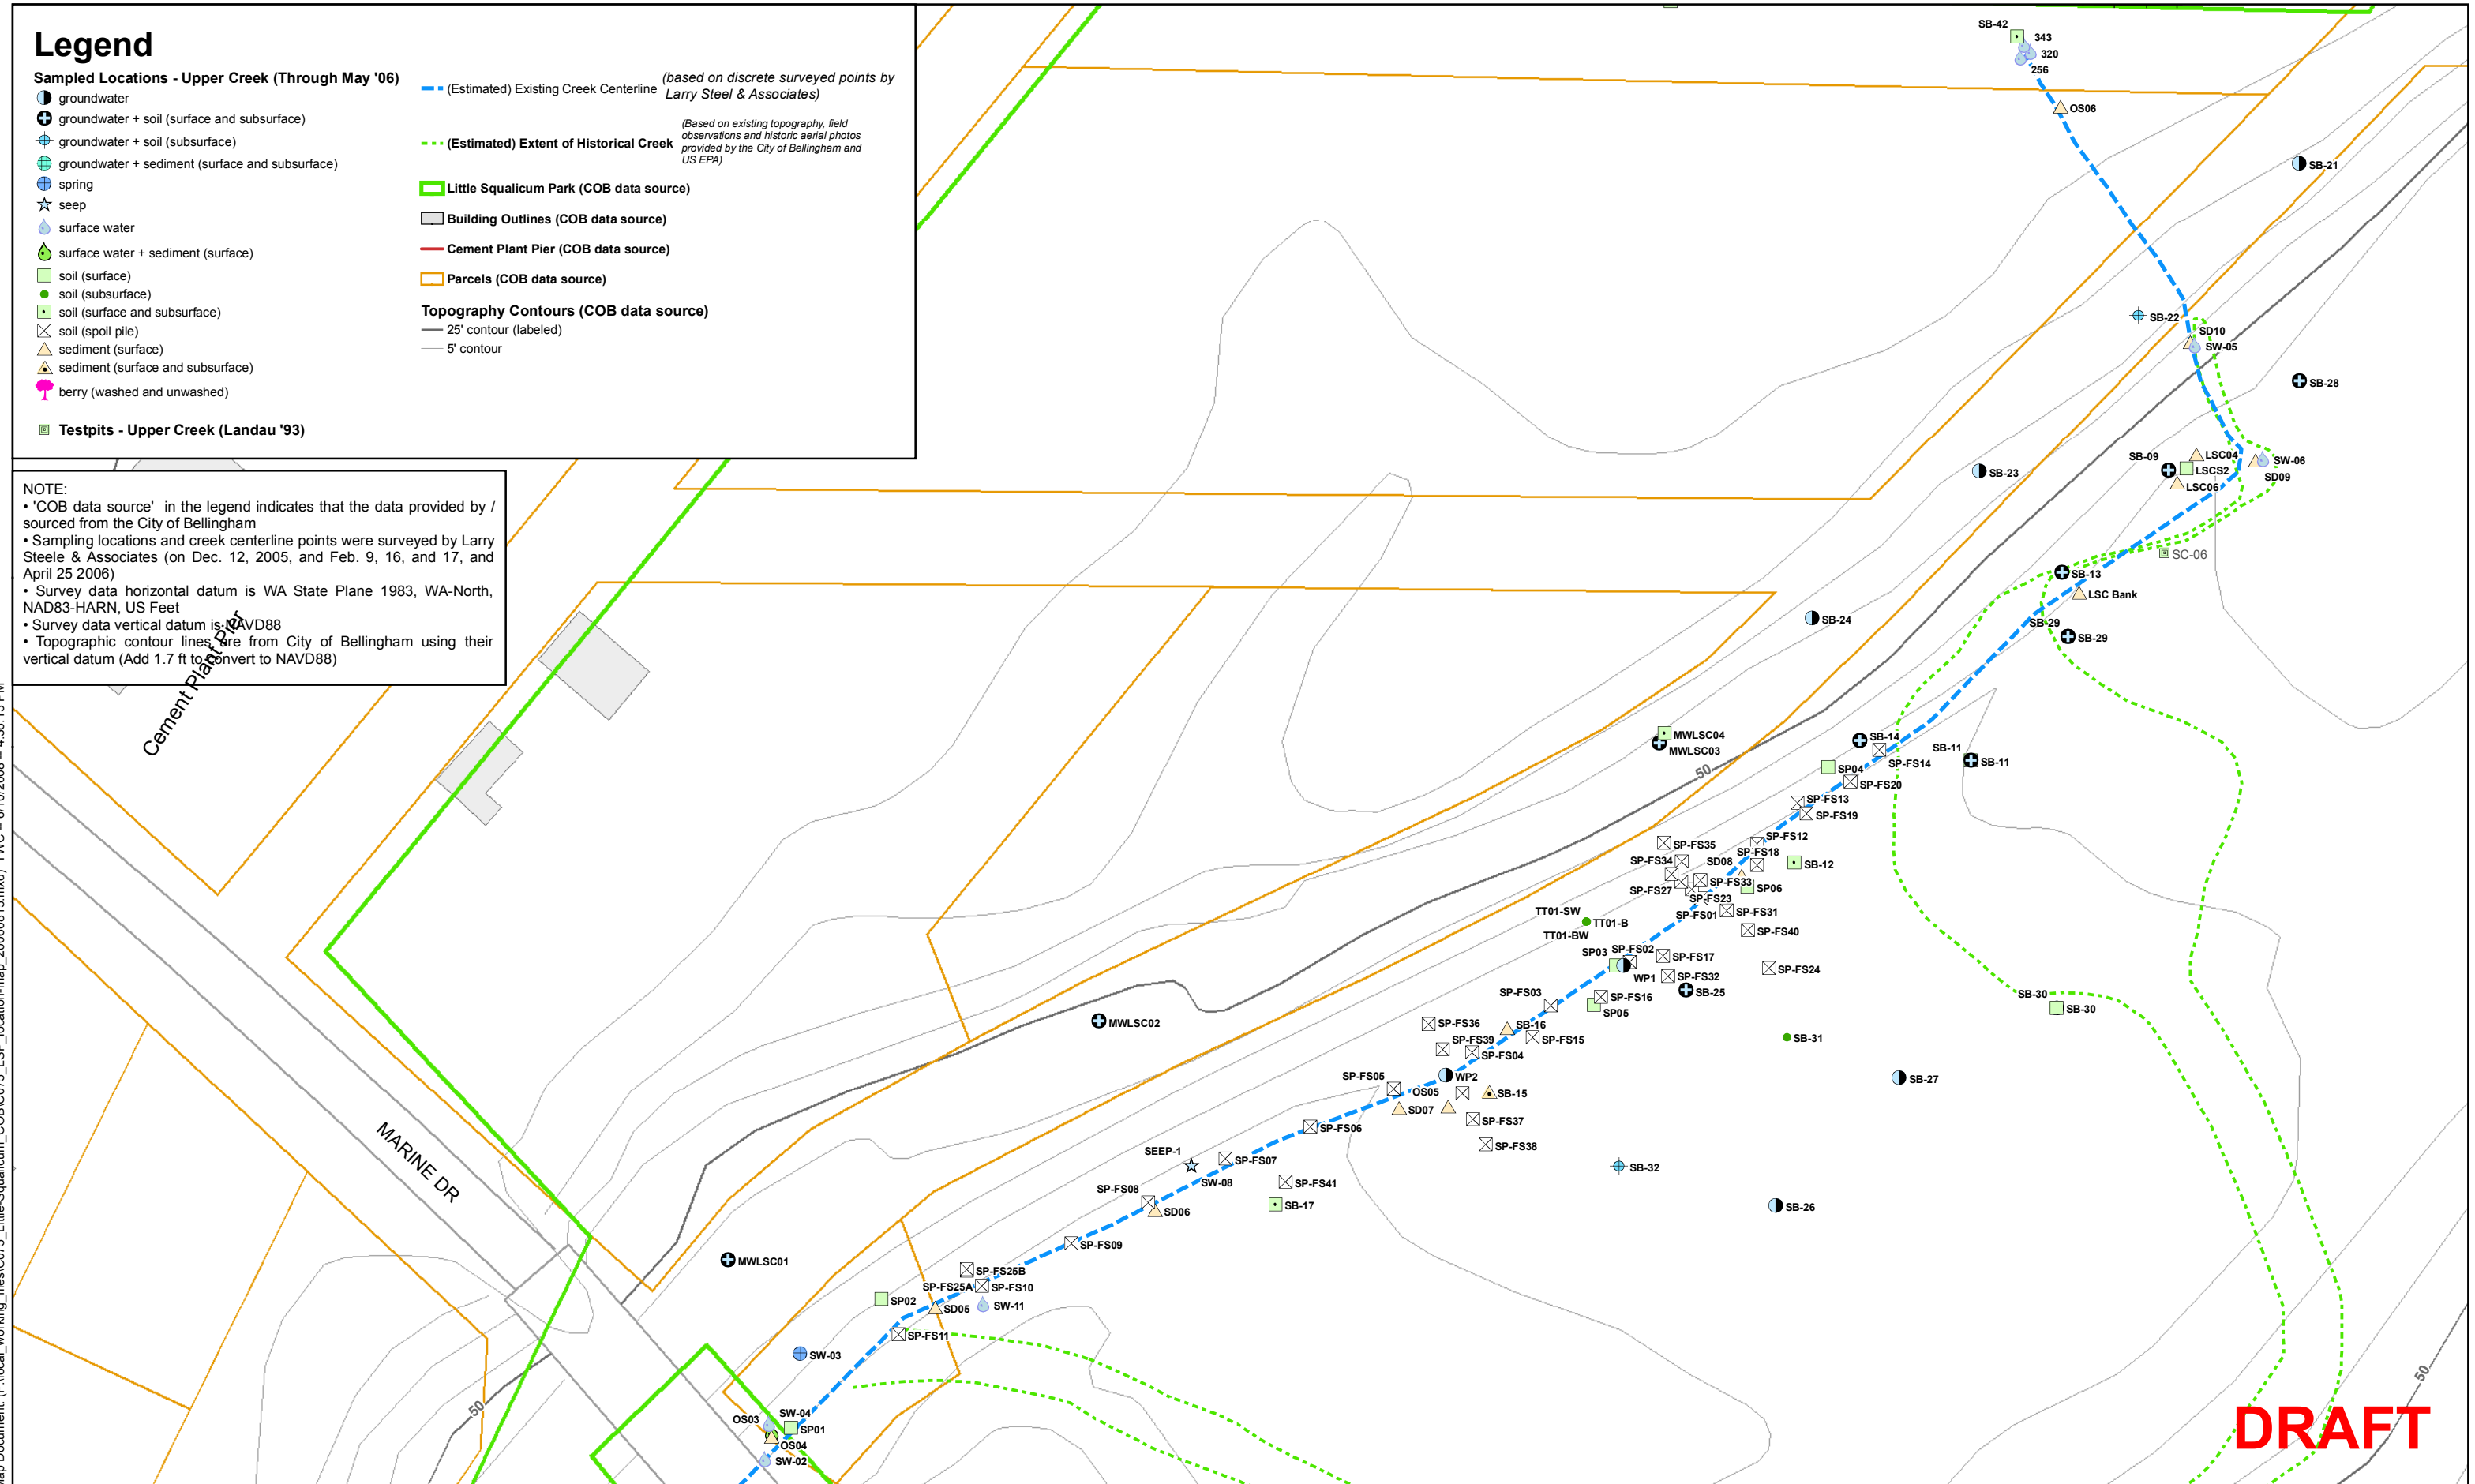 Legend
Sampled Locations - Upper Creek (Through May '06)
groundwater
groundwater + soil (surface and subsurface)
groundwater + soil (subsurface)
groundwater + sediment (surface and subsurface)
spring
seep
surface water
surface water + sediment (surface)
soil (surface)
soil (subsurface)
soil (surface and subsurface)
soil (spoil pile)
sediment (surface)
sediment (surface and subsurface)
berry (washed and unwashed)
Testpits - Upper Creek (Landau '93)
(Estimated) Existing Creek Centerline
(based on discrete surveyed points by
Larry Steel & Associates)
(Estimated) Extent of Historical Creek
(Based on existing topography, field
observations and historic aerial photos
provided by the City of Bellingham and
US EPA)
Little Squalicum Park (COB data source)
Building Outlines (COB data source)
Cement Plant Pier (COB data source)
Parcels (COB data source)
Topography Contours (COB data source)
25' contour (labeled)
5' contour
NOTE:
• 'COB data source' in the legend indicates that the data provided by /
sourced from the City of Bellingham
• Sampling locations and creek centerline points were surveyed by Larry
Steele & Associates (on Dec. 12, 2005, and Feb. 9, 16, and 17, and
April 25 2006)
• Survey data horizontal datum is WA State Plane 1983, WA-North,
NAD83-HARN, US Feet
• Survey data vertical datum is NAVD88
• Topographic contour lines are from City of Bellingham using their
vertical datum (Add 1.7 ft to convert to NAVD88)
Cement Plant Pier
MARINE DR
SB-42
343
320
256
OS06
SB-21
SB-22
SD10
SW-05
SB-28
SB-23
SB-09
LSC04
LSCS2
LSC06
SW-06
SD09
SC-06
SB-13
LSC Bank
SB-24
SB-29
SB-29
MWLSC04
MWLSC03
50
SB-14
SP-FS14
SB-11
SB-11
SP04
SP-FS20
SP-FS13
SP-FS19
SP-FS12
SP-FS35
SP-FS18
SP-FS34
SD08
SB-12
SP-FS33
SP-FS27
SP06
SP-FS23
SP-FS01
SP-FS31
TT01-SW
TT01-B
TT01-BW
SP-FS40
SP-FS02
SP03
SP-FS17
WP1
SP-FS32
SP-FS24
SB-25
SP-FS03
SP-FS16
SP05
SB-30
SB-30
MWLSC02
SP-FS36
SB-16
SP-FS39
SP-FS15
SB-31
SP-FS04
SP-FS05
WP2
SB-27
OS05
SB-15
SD07
SP-FS37
SP-FS06
SP-FS38
SEEP-1
SP-FS07
SB-32
SW-08
SP-FS41
SP-FS08
SB-17
SD06
SB-26
SP-FS09
MWLSC01
SP-FS25B
SP-FS25A
SP-FS10
SP02
SD05
SW-11
SP-FS11
SW-03
50
50
OS03
SW-04
SP01
OS04
SW-02
DRAFT